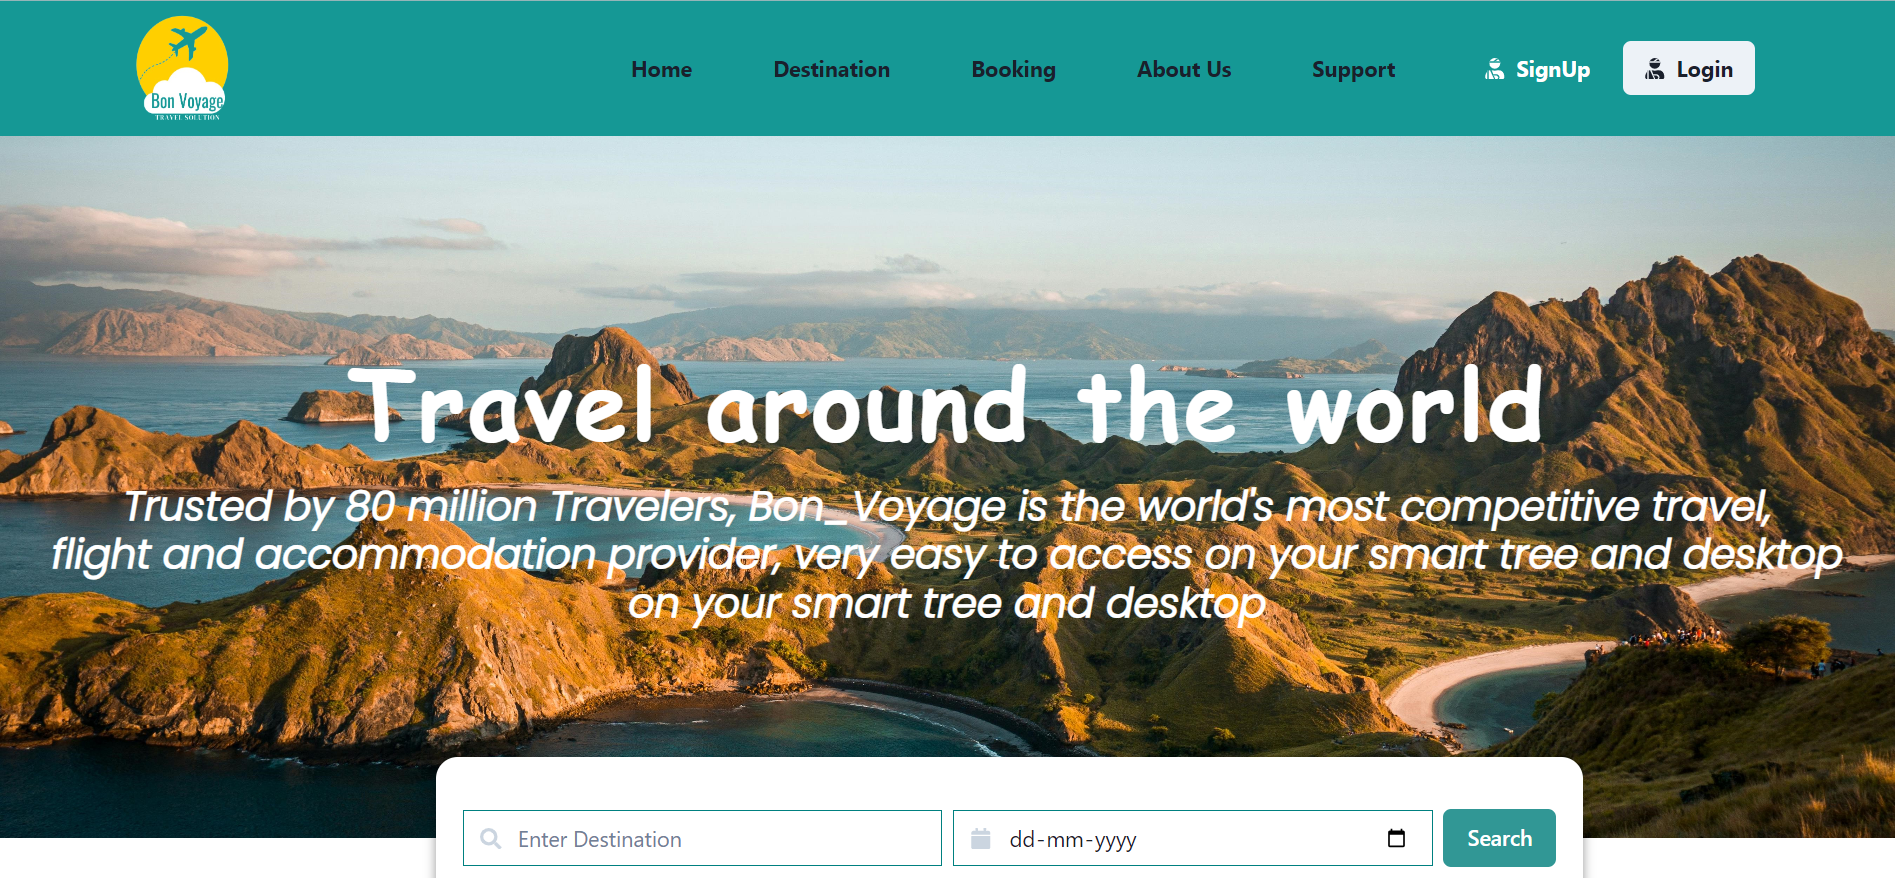 Bon Voyage
TRAVEL SOLUTION
Home
Destination
Booking
About Us
Support
SignUp
Login
Travel around the world
Trusted by 80 million Travelers, Bon_Voyage is the world's most competitive travel,
flight and accommodation provider, very easy to access on your smart tree and desktop
on your smart tree and desktop
Enter Destination
dd-mm-yyyy
Search